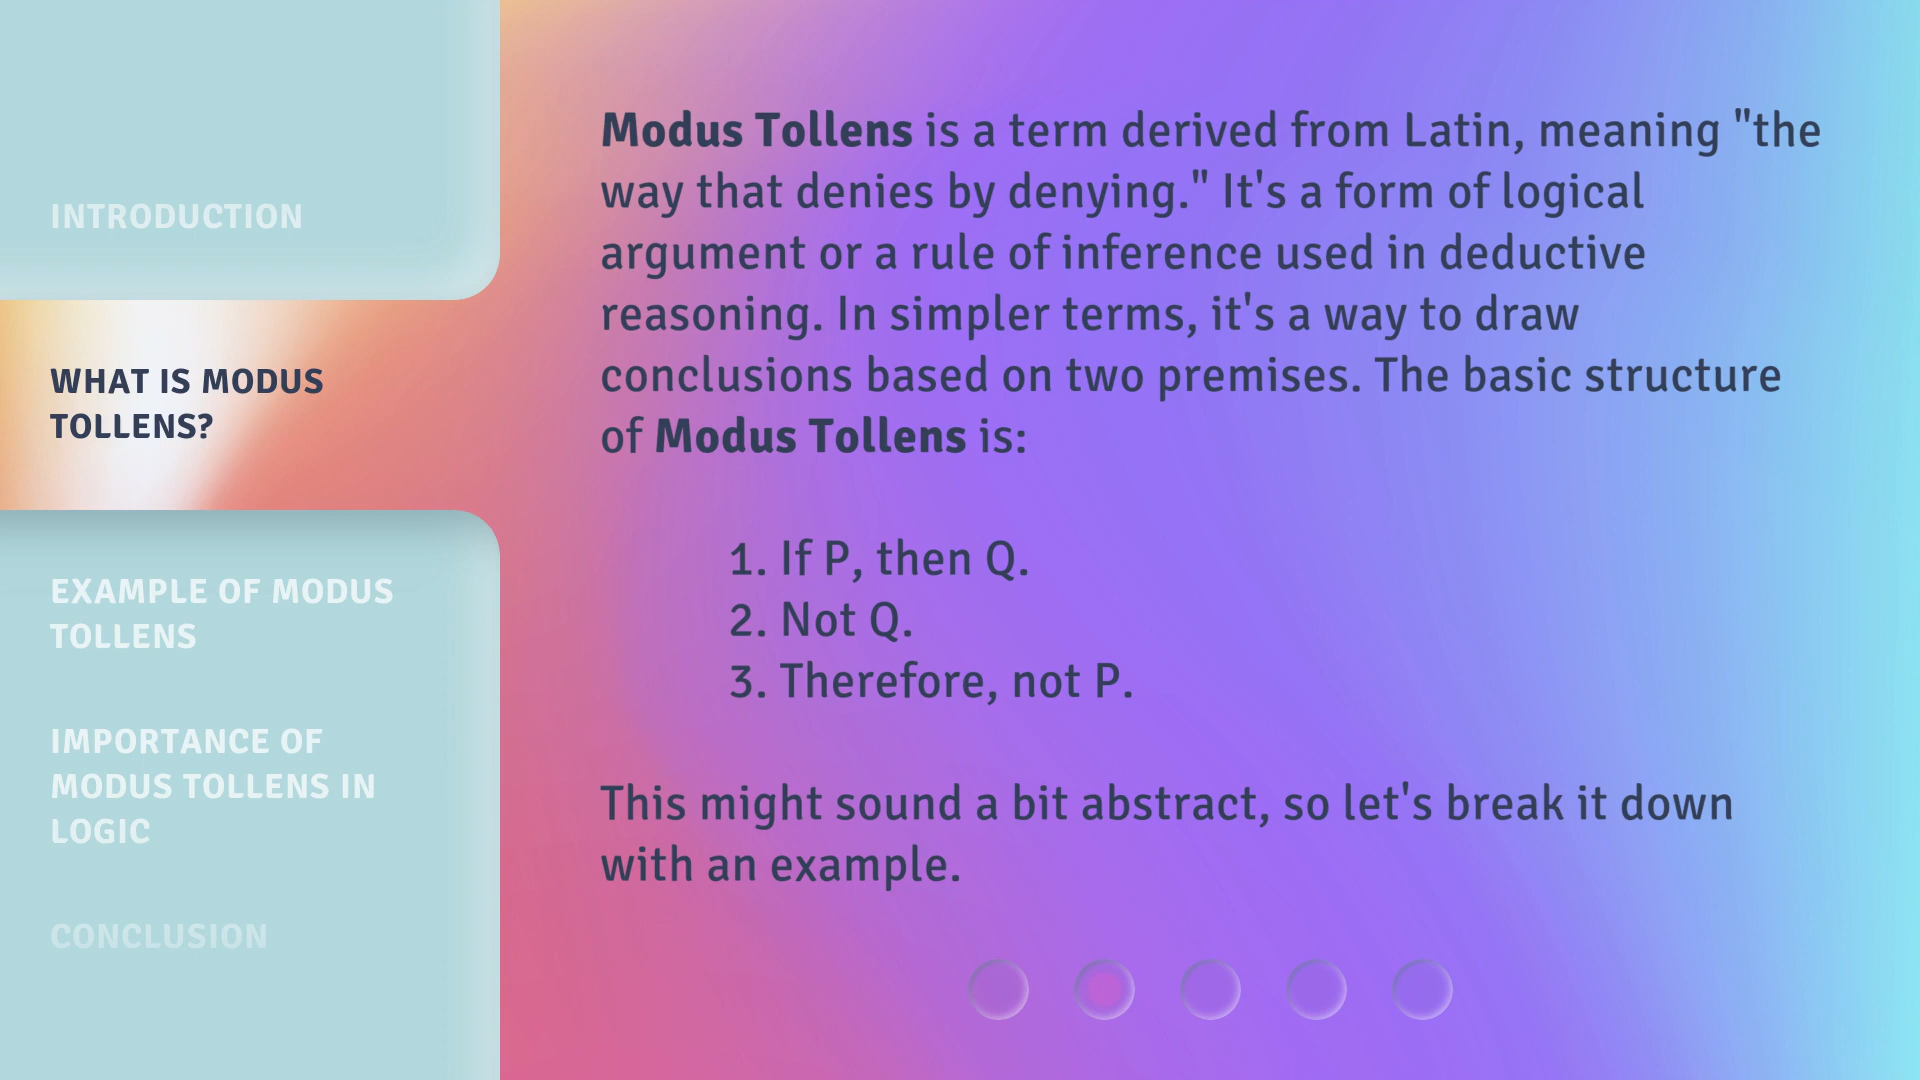 INTRODUCTION
WHAT IS MODUS
TOLLENS?
EXAMPLE OF MODUS
TOLLENS
IMPORTANCE OF
MODUS TOLLENS IN
LOGIC
CONCLUSION
Modus Tollens is a term derived from Latin, meaning "the
way that denies by denying." It's a form of logical
argument or a rule of inference used in deductive
reasoning. In simpler terms, it's a way to draw
conclusions based on two premises. The basic structure
of Modus Tollens is:
1. If P, then Q.
2. Not Q.
3. Therefore, not P.
This might sound a bit abstract, so let's break it down
with an example.